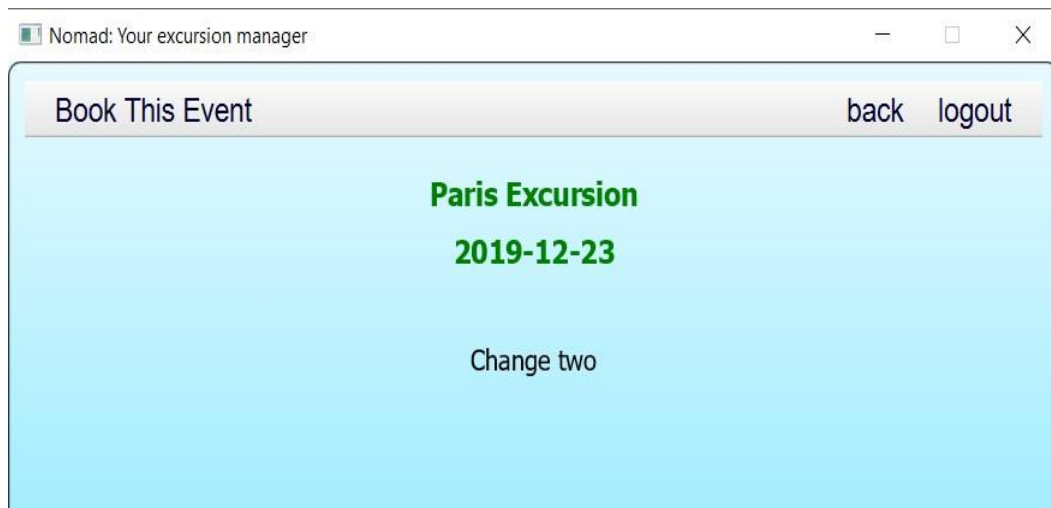 Nomad: Your excursion manager
Book This Event back logout
Paris Excursion
2019-12-23
Change two